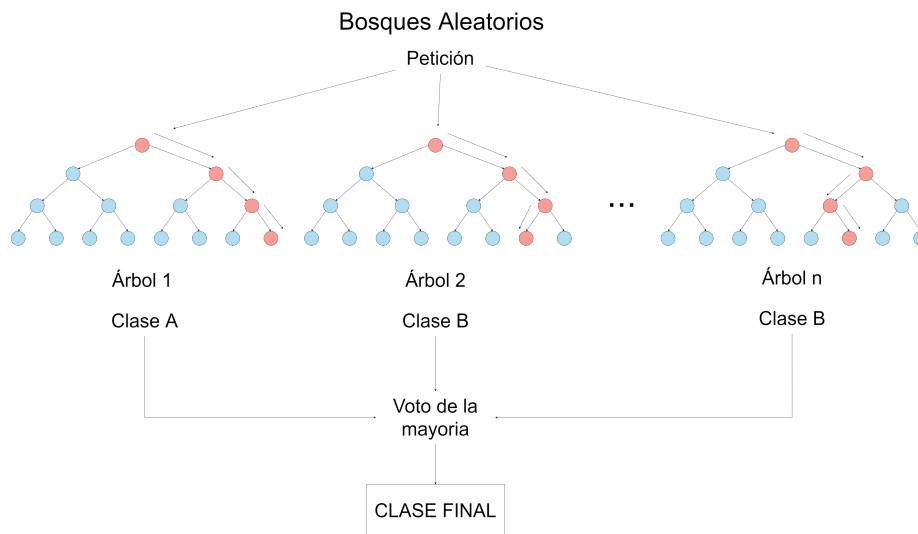 Bosques Aleatorios
Petición
...
Árbol 1
Árbol 2
Árbol n
Clase A
Clase B
Clase B
Voto de la
mayoria
CLASE FINAL